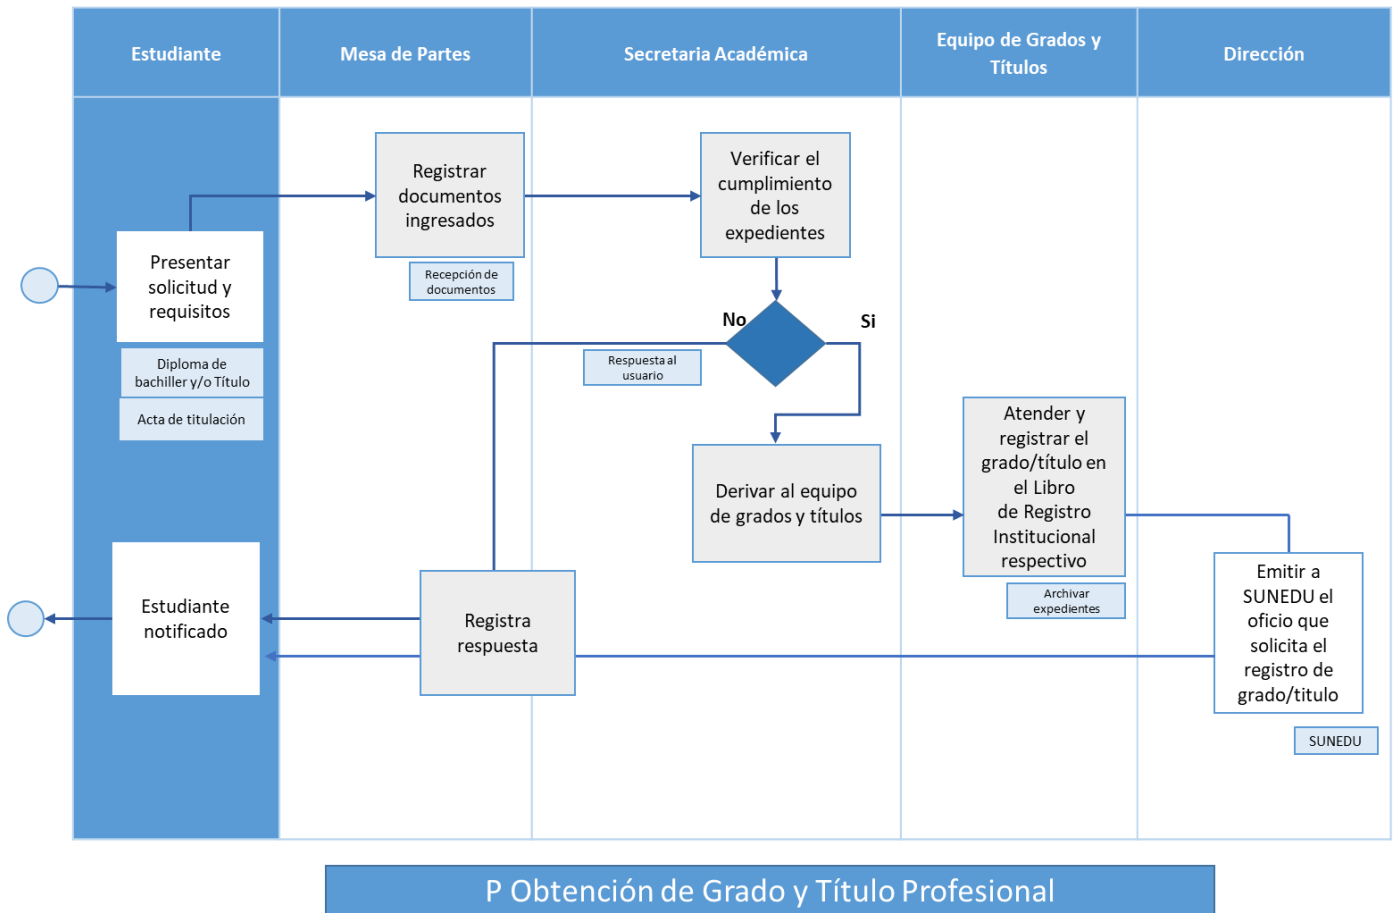 Estudiante
Mesa de Partes
Secretaria Académica
Equipo de Grados y
Títulos
Dirección
Registrar
documentos
ingresados
Recepción de
documentos
Verificar el
cumplimiento
de los
expedientes
Presentar
solicitud y
requisitos
Diploma de
bachiller y/o Título
Acta de titulación
No
Si
Respuesta al
usuario
Derivar al equipo
de grados y títulos
Atender y
registrar el
grado/título en
el Libro
de Registro
Institucional
respectivo
Archivar
expedientes
Emitir a
SUNEDU el
oficio que
solicita el
registro de
grado/titulo
SUNEDU
Registra
respuesta
Estudiante
notificado
P Obtención de Grado y Título Profesional